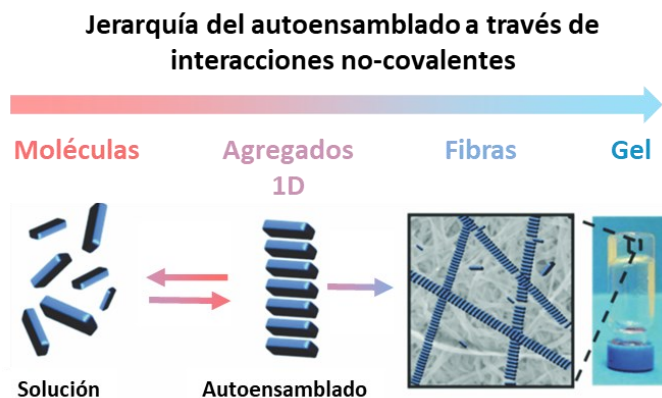 Jerarquía del autoensamblado a través de
interacciones no-covalentes
Moléculas
Agregados
1D
Fibras
Gel
Solución
Autoensamblado